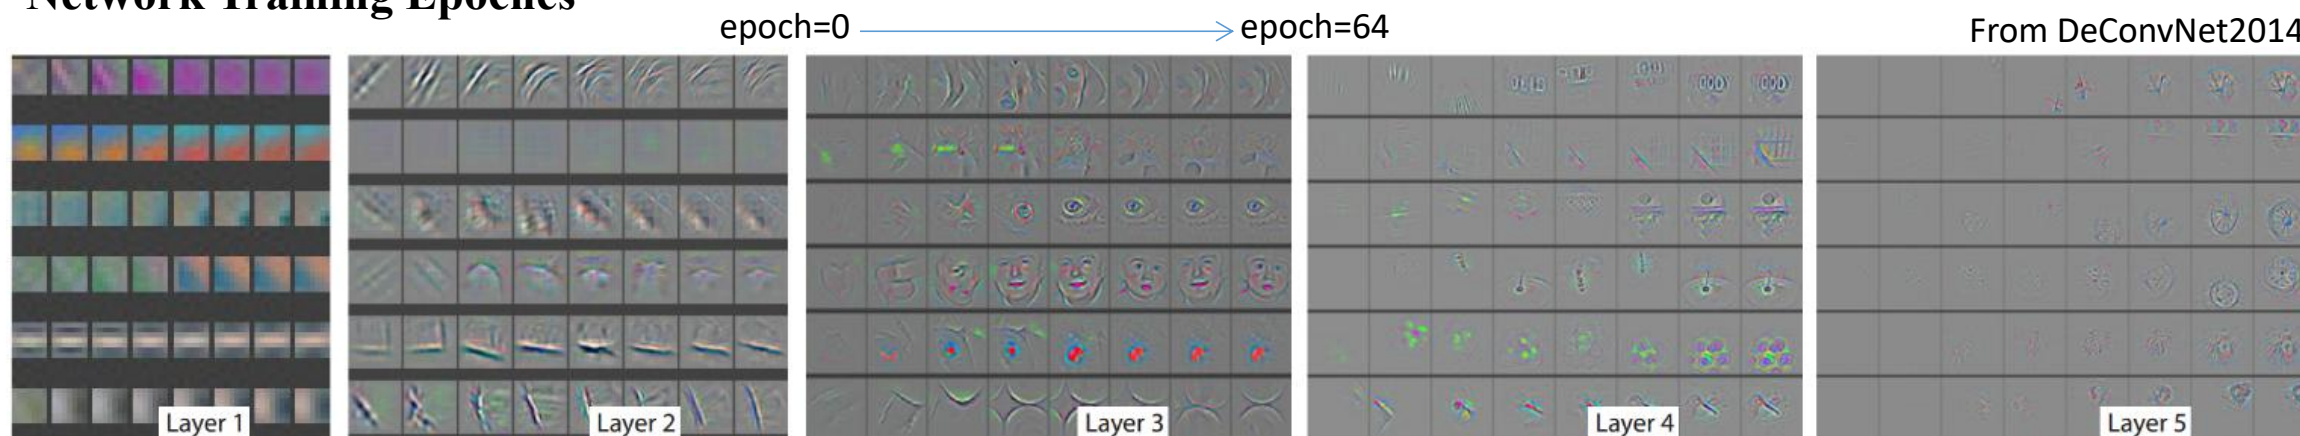 Network Training Epoches
epoch=0
epoch=64
From DeConvNet2014
Layer 1
Layer 2
Layer 3
Layer 4
Layer 5